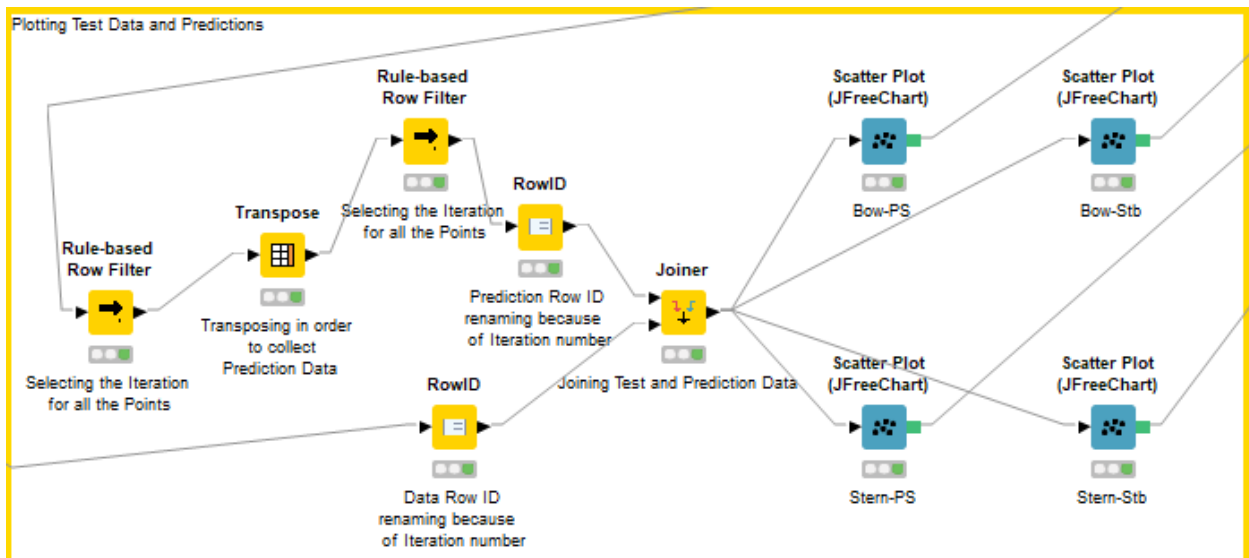 Plotting Test Data and Predictions
Rule-based
Row Filter
Selecting the Iteration
for all the Points
Transpose
Transposing in order
to collect
Prediction Data
Rule-based
Row Filter
Selecting the Iteration
for all the Points
RowID
Prediction Row ID
renaming because
of Iteration number
RowID
Data Row ID
renaming because
of Iteration number
Joiner
Joining Test and Prediction Data
Scatter Plot
(JFreeChart)
Bow-PS
Scatter Plot
(JFreeChart)
Bow-Stb
Scatter Plot
(JFreeChart)
Stern-PS
Scatter Plot
(JFreeChart)
Stern-Stb